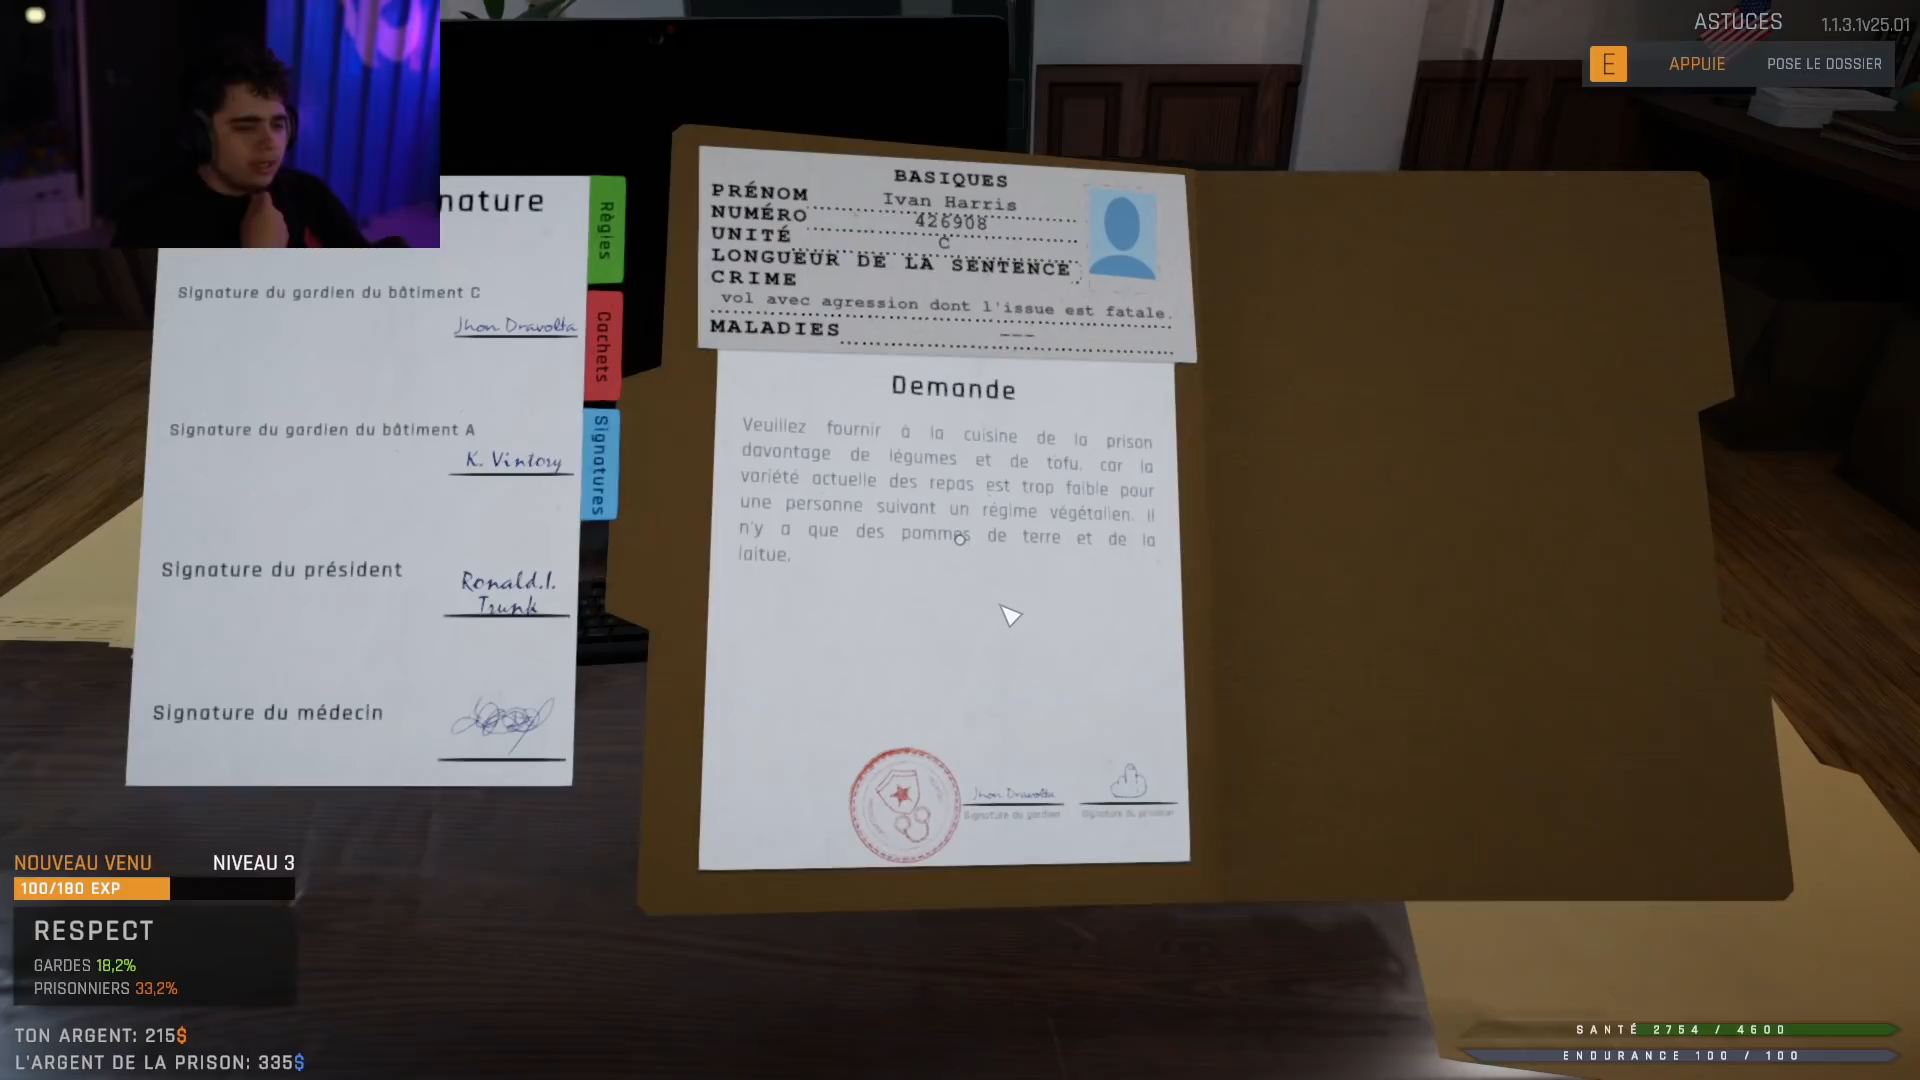 ASTUCES
1.1.3.1v25.01
E APPUIE POSE LE DOSSIER
nature
Signature du gardien du bâtiment C
Jhon Dravolta
Signature du gardien du bâtiment A
K. Vintory
Signature du président
Ronald.I.
Trunk
Signature du médecin
Règles
Cachets
Signatures
BASIQUES
PRÉNOM Ivan Harris
NUMÉRO 426908
UNITÉ C
LONGUEUR DE LA SENTENCE
CRIME
vol avec agression dont l'issue est fatale.
MALADIES ---
Demande
Veuillez fournir à la cuisine de la prison
davantage de légumes et de tofu, car la
variété actuelle des repas est trop faible pour
une personne suivant un régime végétalien. Il
n'y a que des pommes de terre et de la
laitue.
Jhon Dravolta
Signature du gardien
Signature du prisonnier
NOUVEAU VENU NIVEAU 3
100/180 EXP
RESPECT
GARDES 18,2%
PRISONNIERS 33,2%
TON ARGENT: 215$
L'ARGENT DE LA PRISON: 335$
SANTÉ 2754 / 4600
ENDURANCE 100 / 100